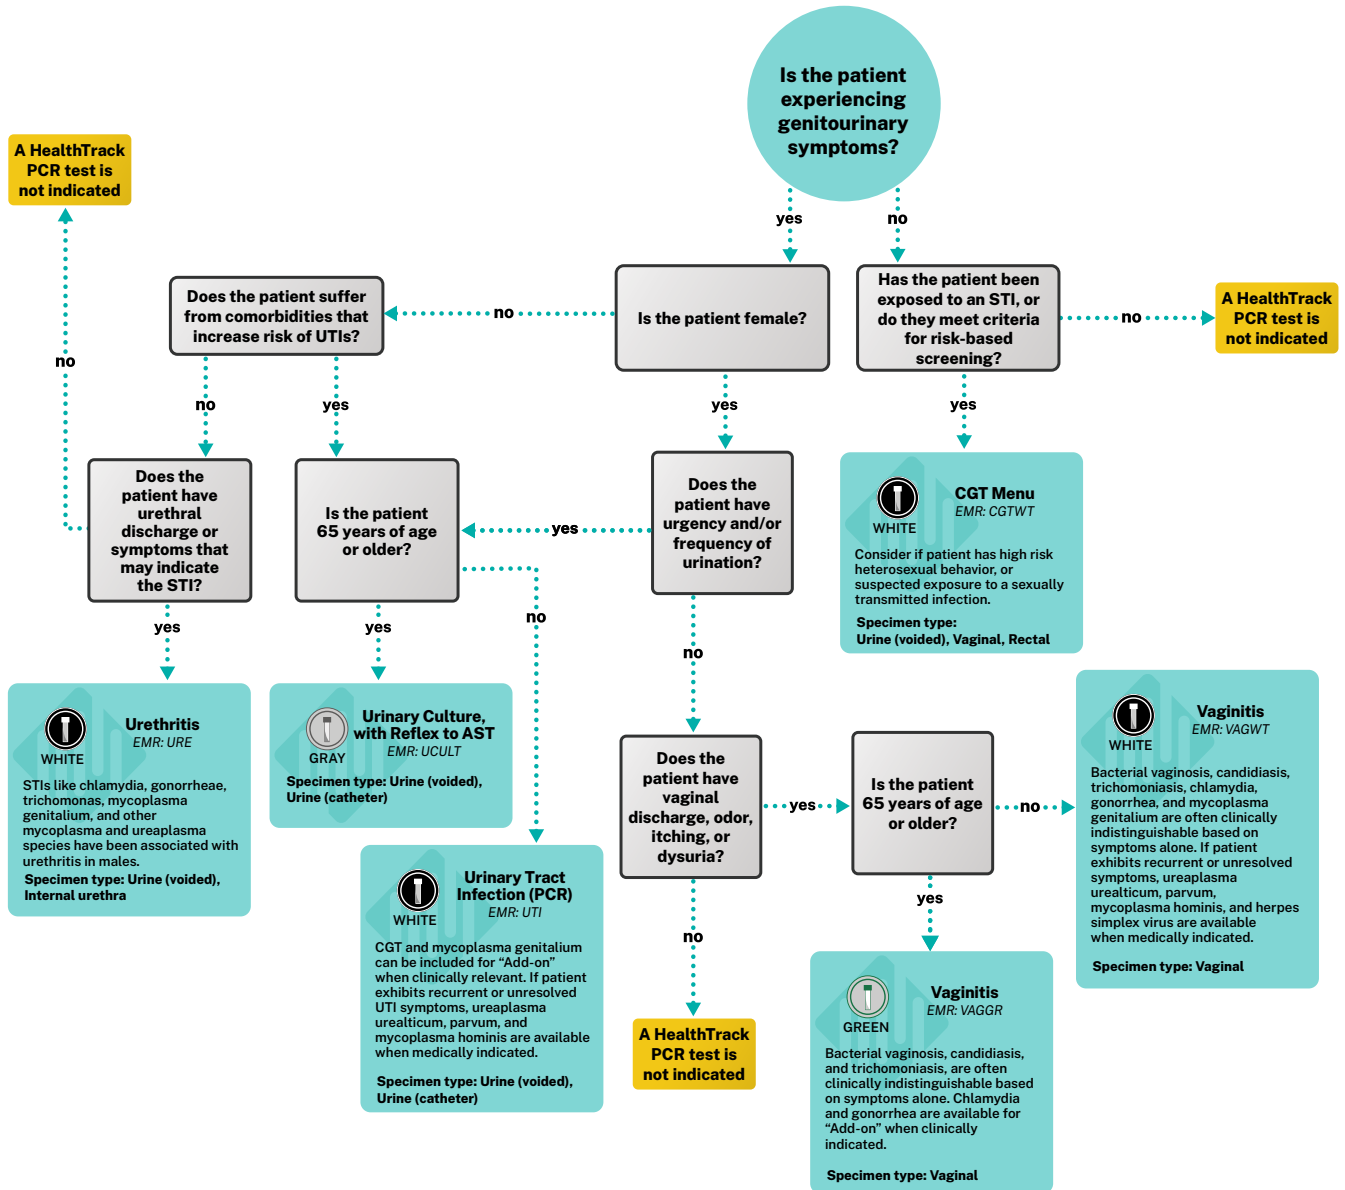 Is the patient
experiencing
genitourinary
symptoms?
yes
no
A HealthTrack
PCR test is
not indicated
Does the patient suffer
from comorbidities that
increase risk of UTIs?
no
Is the patient female?
Has the patient been
exposed to an STI, or
do they meet criteria
for risk-based
screening?
no
A HealthTrack
PCR test is
not indicated
no
no
yes
yes
yes
Does the
patient have
urethral
discharge or
symptoms that
may indicate
the STI?
Is the patient
65 years of age
or older?
yes
Does the
patient have
urgency and/or
frequency of
urination?
WHITE
CGT Menu
EMR: CGTWT
Consider if patient has high risk
heterosexual behavior, or
suspected exposure to a sexually
transmitted infection.
Specimen type:
Urine (voided), Vaginal, Rectal
yes
yes
no
no
WHITE
Urethritis
EMR: URE
STIs like chlamydia, gonorrheae,
trichomonas, mycoplasma
genitalium, and other
mycoplasma and ureaplasma
species have been associated with
urethritis in males.
Specimen type: Urine (voided),
Internal urethra
GRAY
Urinary Culture,
with Reflex to AST
EMR: UCULT
Specimen type: Urine (voided),
Urine (catheter)
WHITE
Urinary Tract
Infection (PCR)
EMR: UTI
CGT and mycoplasma genitalium
can be included for “Add-on”
when clinically relevant. If patient
exhibits recurrent or unresolved
UTI symptoms, ureaplasma
urealticum, parvum, and
mycoplasma hominis are available
when medically indicated.
Specimen type: Urine (voided),
Urine (catheter)
Does the
patient have
vaginal
discharge, odor,
itching, or
dysuria?
yes
Is the patient
65 years of age
or older?
no
WHITE
Vaginitis
EMR: VAGWT
Bacterial vaginosis, candidiasis,
trichomoniasis, chlamydia,
gonorrhea, and mycoplasma
genitalium are often clinically
indistinguishable based on
symptoms alone. If patient
exhibits recurrent or unresolved
symptoms, ureaplasma
urealticum, parvum,
mycoplasma hominis, and herpes
simplex virus are available
when medically indicated.
Specimen type: Vaginal
no
yes
A HealthTrack
PCR test is
not indicated
GREEN
Vaginitis
EMR: VAGGR
Bacterial vaginosis, candidiasis,
and trichomoniasis, are often
clinically indistinguishable based
on symptoms alone. Chlamydia
and gonorrhea are available for
“Add-on” when clinically
indicated.
Specimen type: Vaginal